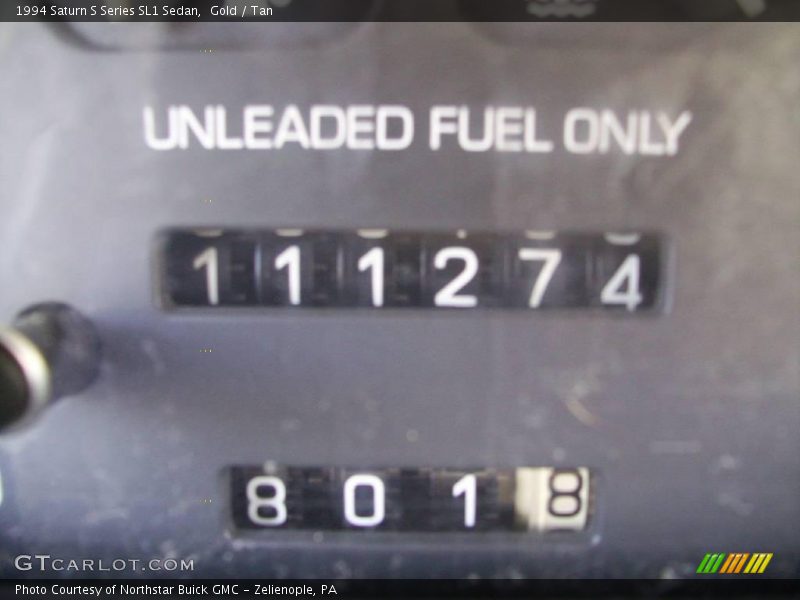 1994 Saturn S Series SL1 Sedan,  Gold / Tan
UNLEADED FUEL ONLY
111274
8018
GTCARLOT.COM
Photo Courtesy of Northstar Buick GMC - Zelienople, PA